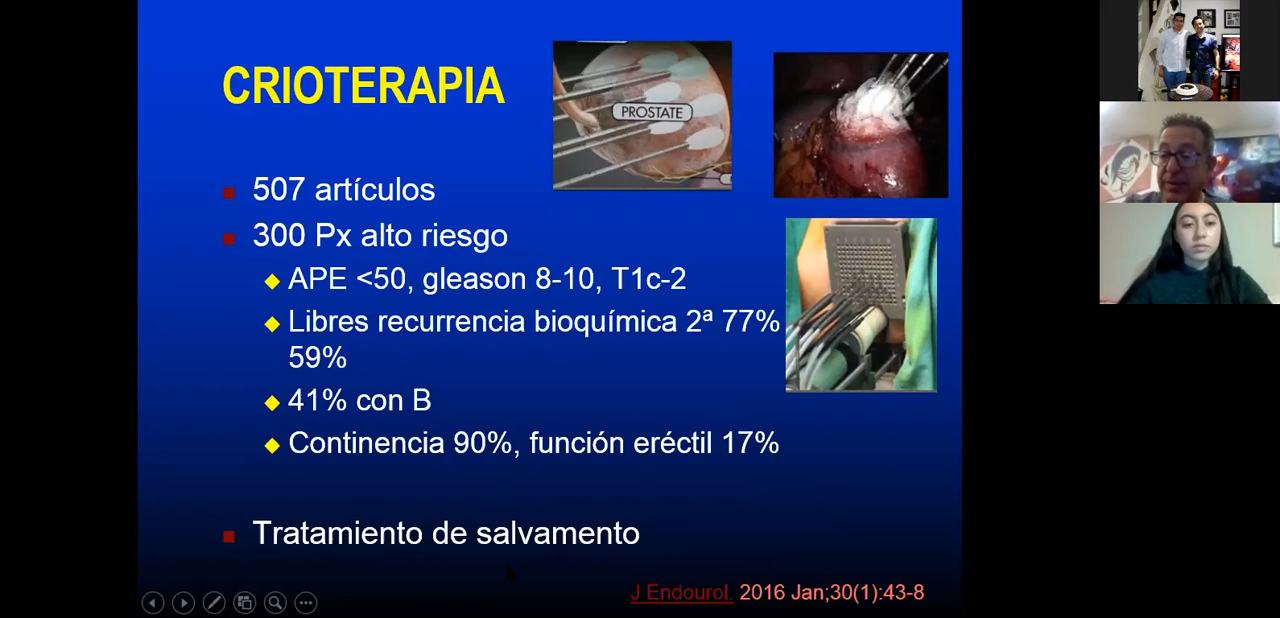 CRIOTERAPIA
PROSTATE
507 artículos
300 Px alto riesgo
APE <50, gleason 8-10, T1c-2
Libres recurrencia bioquímica 2ª 77%
59%
41% con B
Continencia 90%, función eréctil 17%
Tratamiento de salvamento
J Endourol. 2016 Jan;30(1):43-8